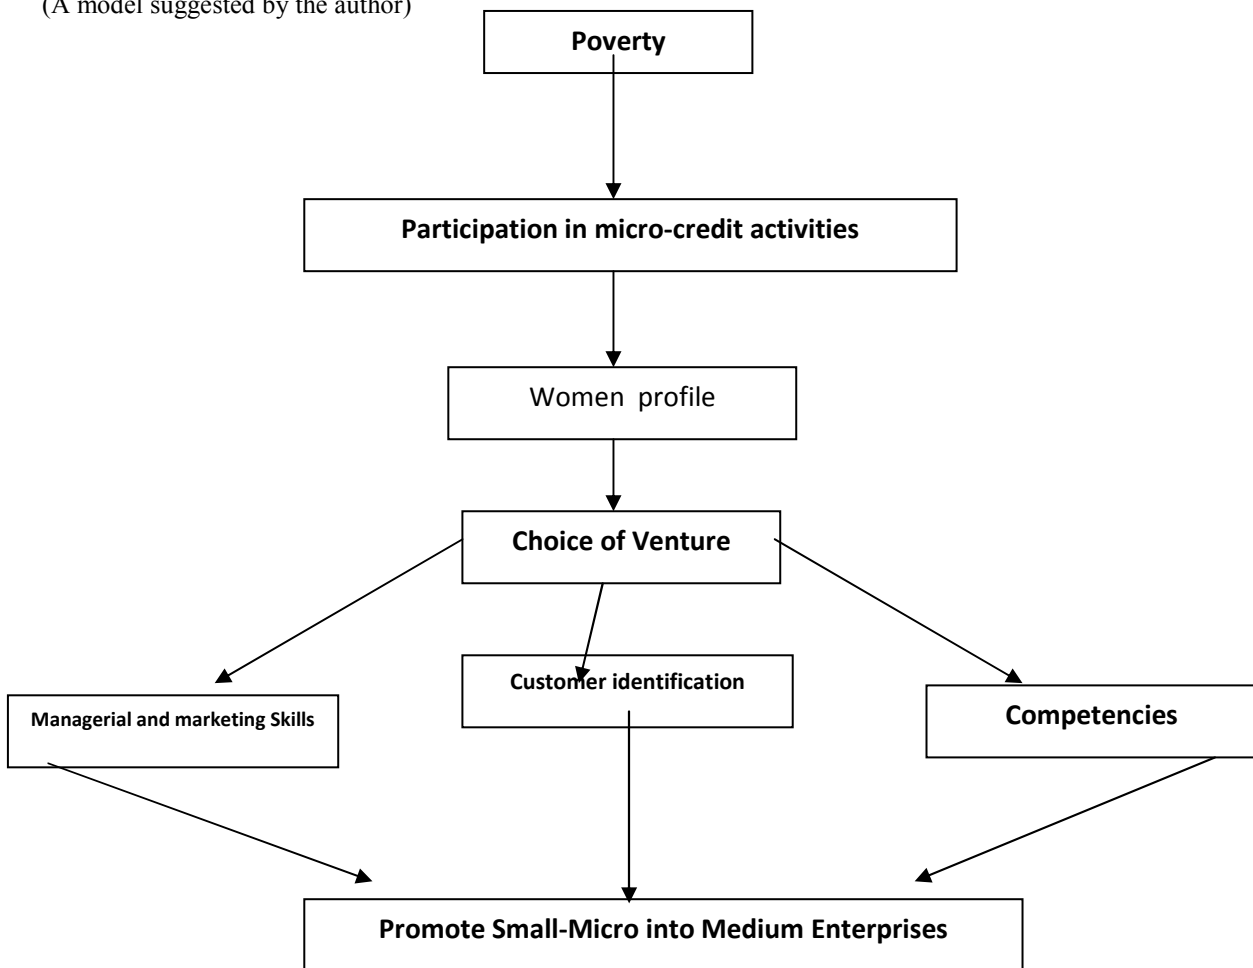 (A model suggested by the author)
Poverty
Participation in micro-credit activities
Women profile
Choice of Venture
Customer identification
Managerial and marketing Skills
Competencies
Promote Small-Micro into Medium Enterprises